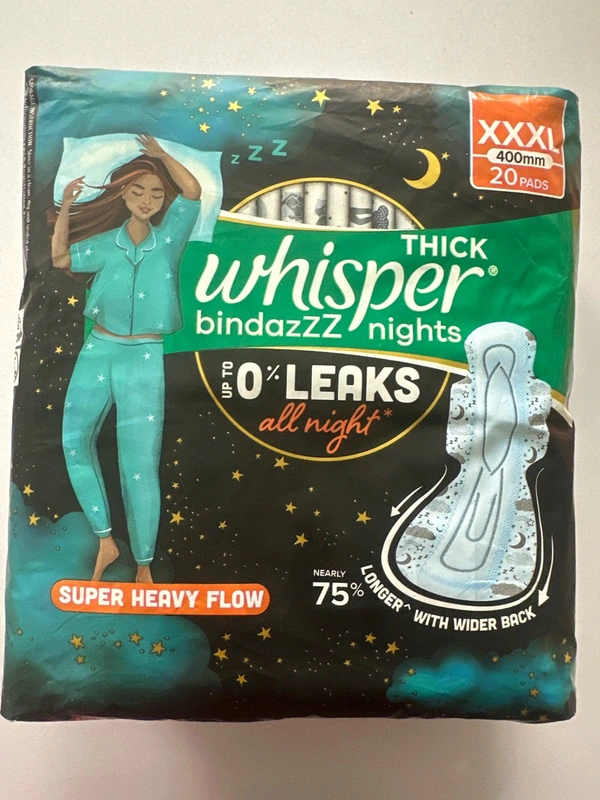 XXXL
400mm
20 PADS
z z z
THICK
whisper®
bindazZZ nights
UP TO 0% LEAKS
all night*
SUPER HEAVY FLOW
NEARLY
75% LONGER^ WITH WIDER BACK